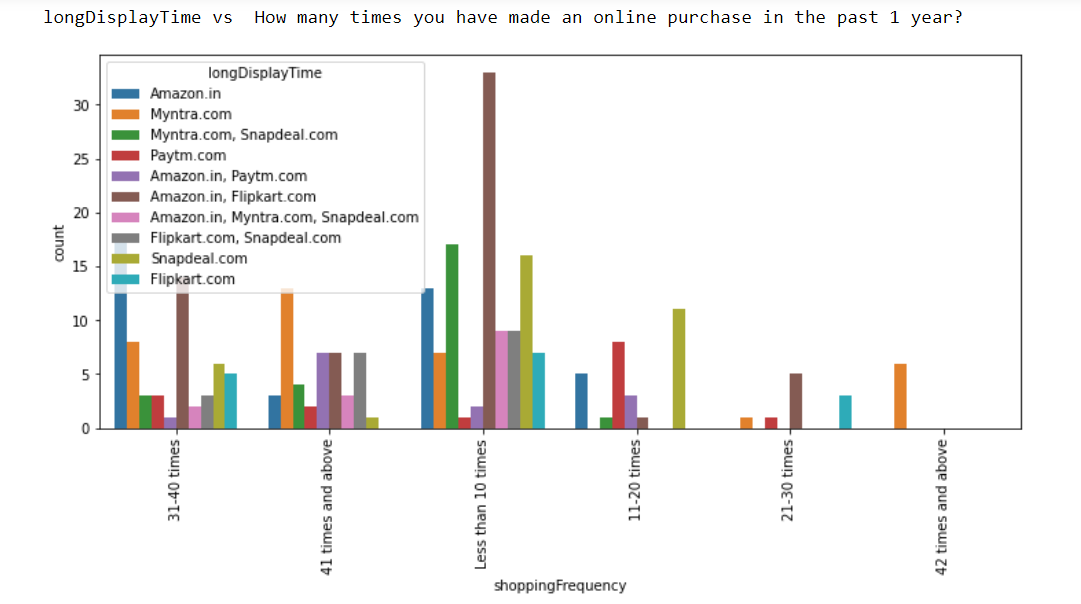 longDisplayTime vs  How many times you have made an online purchase in the past 1 year?
longDisplayTime
Amazon.in
Myntra.com
Myntra.com, Snapdeal.com
Paytm.com
Amazon.in, Paytm.com
Amazon.in, Flipkart.com
Amazon.in, Myntra.com, Snapdeal.com
Flipkart.com, Snapdeal.com
Snapdeal.com
Flipkart.com
count
30
25
20
15
10
5
0
31-40 times
41 times and above
Less than 10 times
11-20 times
21-30 times
42 times and above
shoppingFrequency